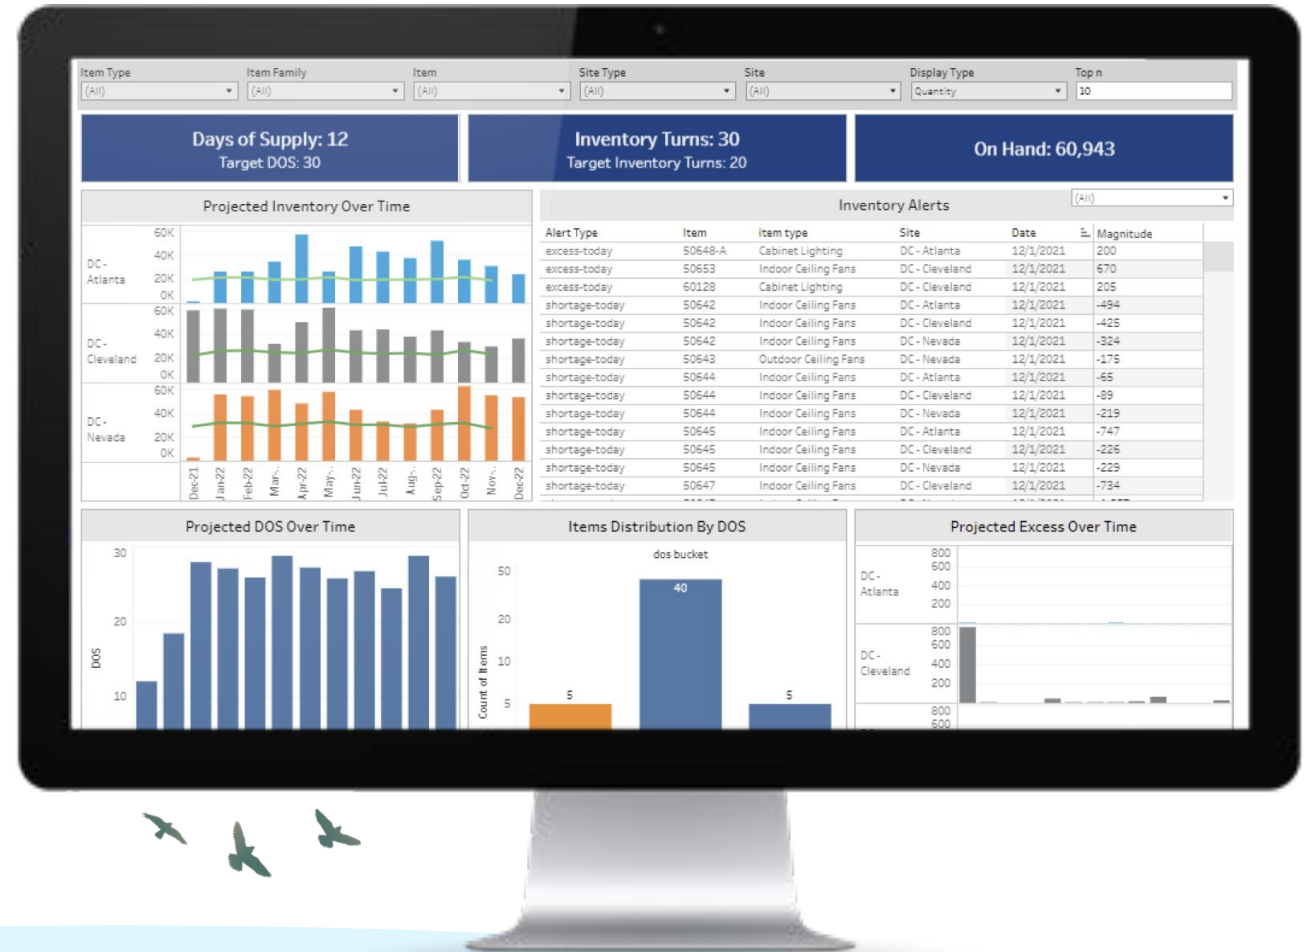 Item Type Item Family Item Site Type Site Display Type Top n
(All) (All) (All) (All) (All) Quantity 10
Days of Supply: 12
Target DOS: 30
Inventory Turns: 30
Target Inventory Turns: 20
On Hand: 60,943
Projected Inventory Over Time
60K
40K
20K
0K
DC -
Atlanta
60K
40K
20K
0K
DC -
Cleveland
60K
40K
20K
0K
DC -
Nevada
Dec-21
Jan-22
Feb-22
Mar-..
Apr-22
May-..
Jun-22
Jul-22
Aug-..
Sep-22
Oct-22
Nov-..
Dec-22
Inventory Alerts
(All)
Alert Type Item item type Site Date Magnitude
excess-today 50648-A Cabinet Lighting DC - Atlanta 12/1/2021 200
excess-today 50653 Indoor Ceiling Fans DC - Cleveland 12/1/2021 670
excess-today 60128 Cabinet Lighting DC - Cleveland 12/1/2021 205
shortage-today 50642 Indoor Ceiling Fans DC - Atlanta 12/1/2021 -494
shortage-today 50642 Indoor Ceiling Fans DC - Cleveland 12/1/2021 -425
shortage-today 50642 Indoor Ceiling Fans DC - Nevada 12/1/2021 -324
shortage-today 50643 Outdoor Ceiling Fans DC - Nevada 12/1/2021 -175
shortage-today 50644 Indoor Ceiling Fans DC - Atlanta 12/1/2021 -65
shortage-today 50644 Indoor Ceiling Fans DC - Cleveland 12/1/2021 -89
shortage-today 50644 Indoor Ceiling Fans DC - Nevada 12/1/2021 -219
shortage-today 50645 Indoor Ceiling Fans DC - Atlanta 12/1/2021 -747
shortage-today 50645 Indoor Ceiling Fans DC - Cleveland 12/1/2021 -226
shortage-today 50645 Indoor Ceiling Fans DC - Nevada 12/1/2021 -229
shortage-today 50647 Indoor Ceiling Fans DC - Cleveland 12/1/2021 -734
Projected DOS Over Time
DOS
30
20
10
Items Distribution By DOS
dos bucket
Count of Items
50
20
10
5
5
40
5
Projected Excess Over Time
DC -
Atlanta
800
600
400
200
DC -
Cleveland
800
600
400
200
800
600